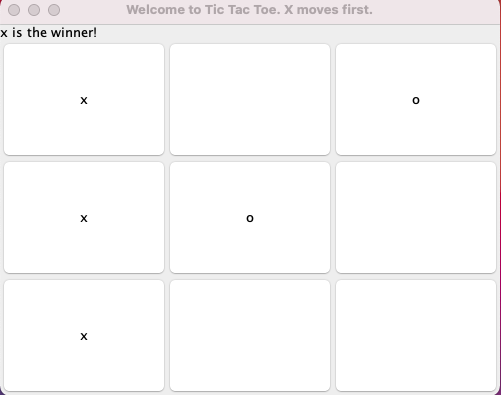 Welcome to Tic Tac Toe. X moves first.
x is the winner!
x o
x o
x